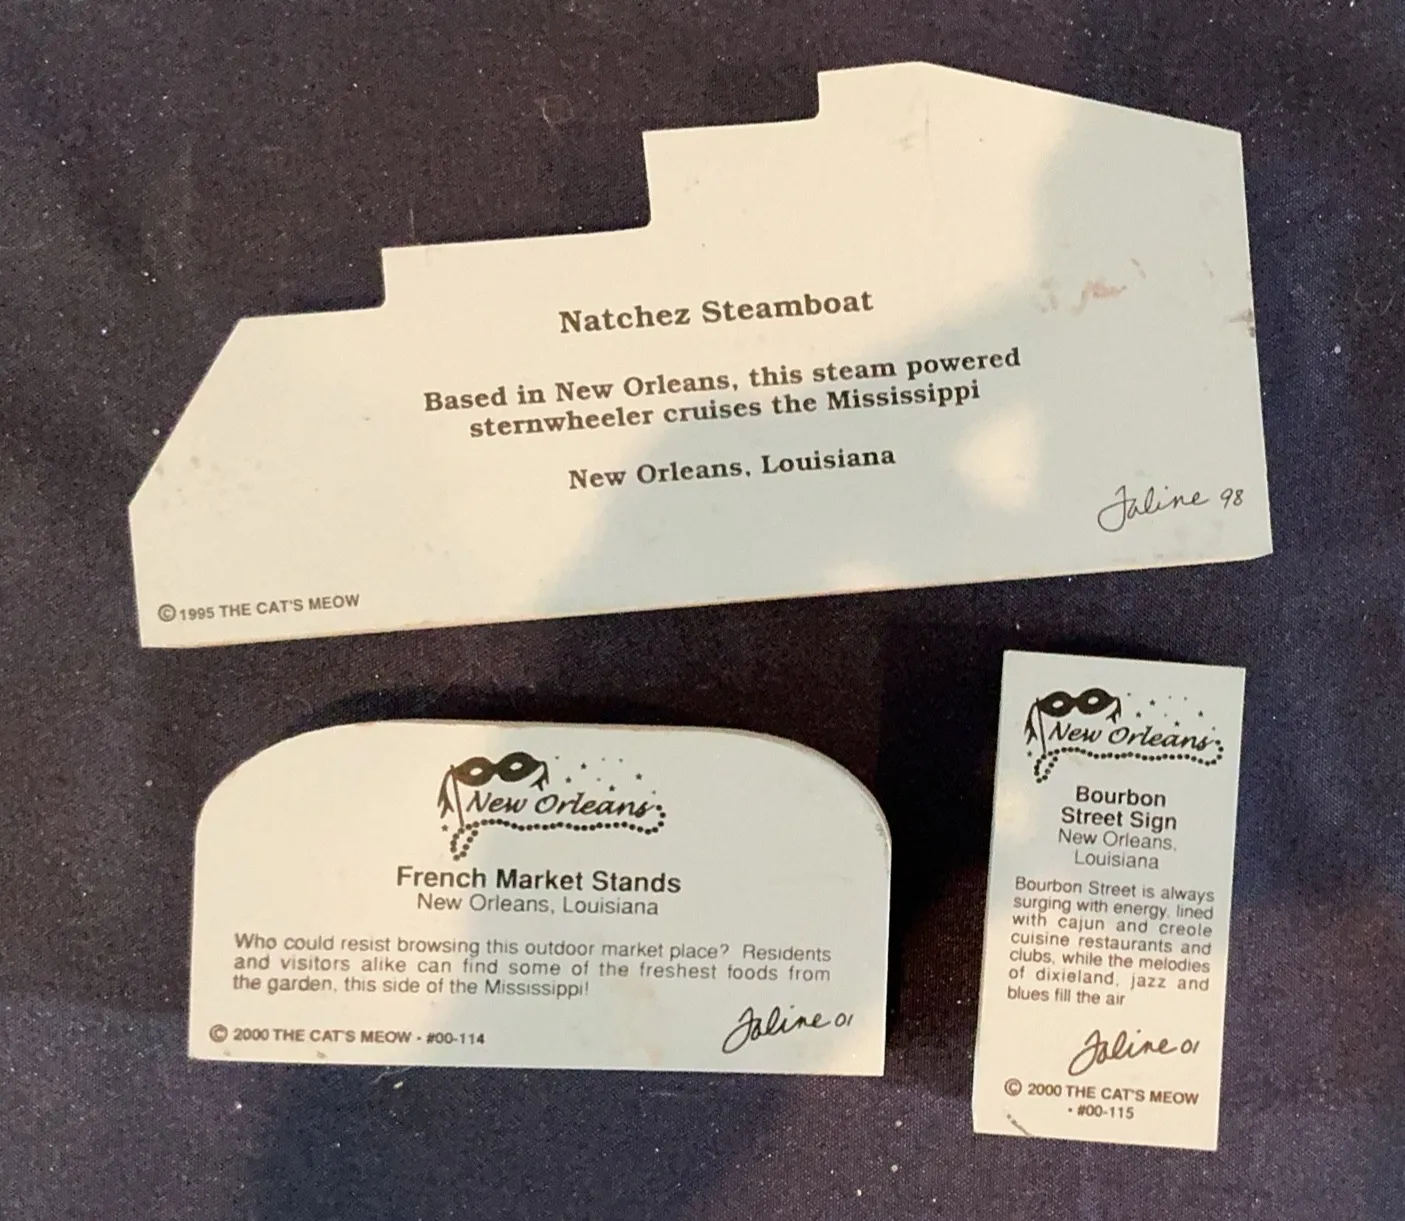 Natchez Steamboat
Based in New Orleans, this steam powered
sternwheeler cruises the Mississippi
New Orleans, Louisiana
Faline 98
© 1995 THE CAT'S MEOW
New Orleans
French Market Stands
New Orleans, Louisiana
Who could resist browsing this outdoor market place? Residents
and visitors alike can find some of the freshest foods from
the garden, this side of the Mississippi!
Faline 01
© 2000 THE CAT'S MEOW • #00-114
New Orleans
Bourbon
Street Sign
New Orleans,
Louisiana
Bourbon Street is always
surging with energy, lined
with cajun and creole
cuisine restaurants and
clubs, while the melodies
of dixieland, jazz and
blues fill the air
Faline 01
© 2000 THE CAT'S MEOW
• #00-115